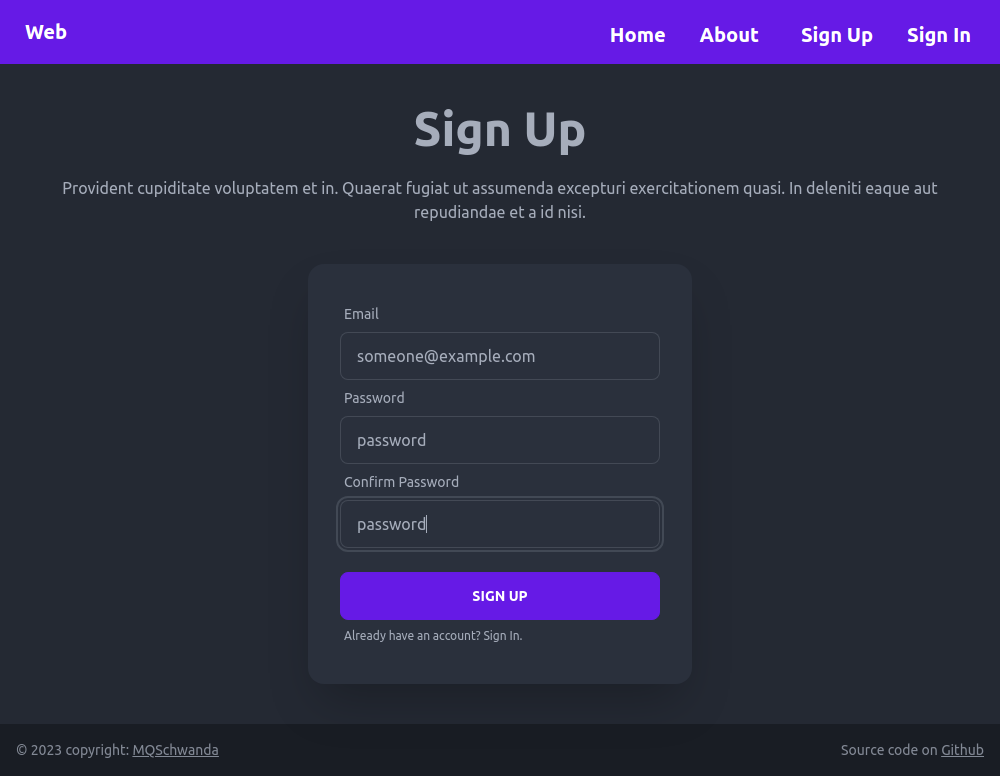 Web
Home About Sign Up Sign In
Sign Up
Provident cupiditate voluptatem et in. Quaerat fugiat ut assumenda excepturi exercitationem quasi. In deleniti eaque aut
repudiandae et a id nisi.
Email
someone@example.com
Password
password
Confirm Password
password
SIGN UP
Already have an account? Sign In.
© 2023 copyright: MQSchwanda
Source code on Github